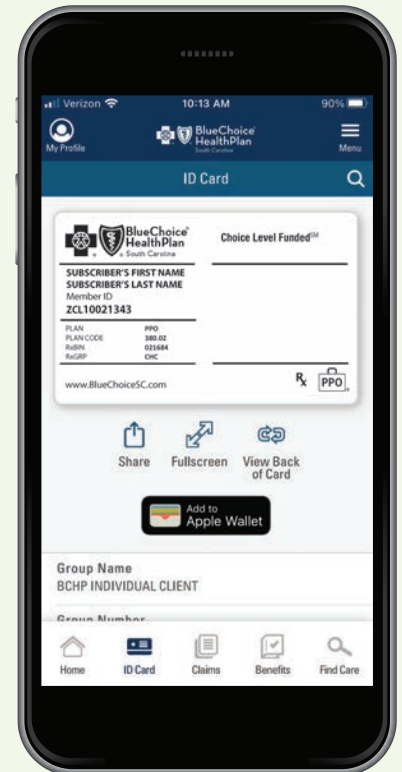 Verizon 10:13 AM 90%
My Profile
BlueChoice
HealthPlan
South Carolina
Menu
ID Card
BlueChoice®
HealthPlan
South Carolina
Choice Level Funded℠
SUBSCRIBER'S FIRST NAME
SUBSCRIBER'S LAST NAME
Member ID
ZCL10021343
PLAN PPO
PLAN CODE 380.02
RxBIN 021684
RxGRP CHC
www.BlueChoiceSC.com
Rx PPO
Share Fullscreen View Back
of Card
Add to
Apple Wallet
Group Name
BCHP INDIVIDUAL CLIENT
Group Number
Home ID Card Claims Benefits Find Care